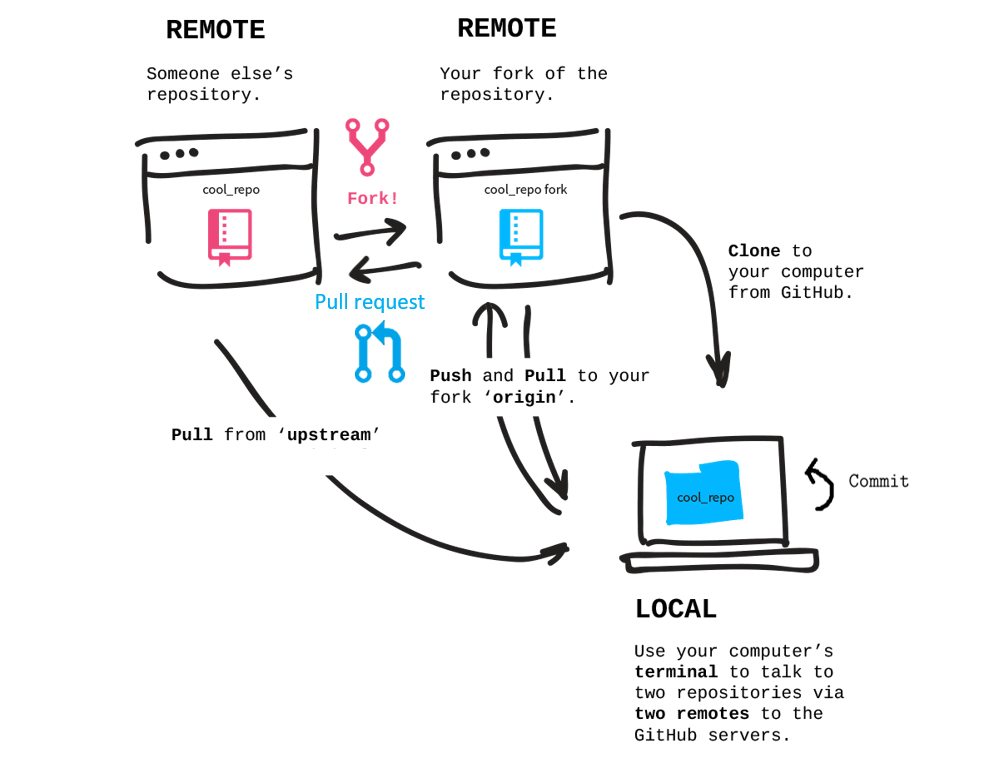 REMOTE
Someone else’s
repository.
cool_repo
Fork!
Pull request
REMOTE
Your fork of the
repository.
cool_repo fork
Clone to
your computer
from GitHub.
Push and Pull to your
fork ‘origin’.
Pull from ‘upstream’
cool_repo
Commit
LOCAL
Use your computer’s
terminal to talk to
two repositories via
two remotes to the
GitHub servers.